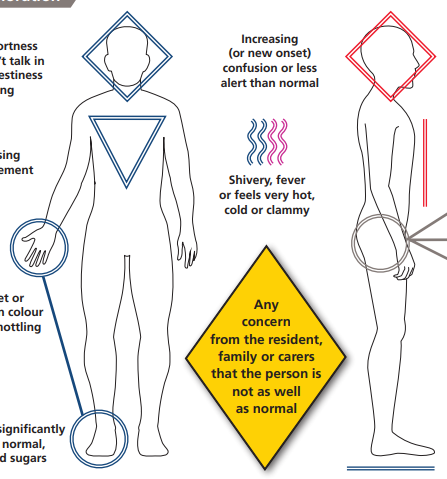 ortness
't talk in
estiness
ng
sing
ement
et or
n colour
nottling
significantly
normal,
d sugars
Increasing
(or new onset)
confusion or less
alert than normal
Shivery, fever
or feels very hot,
cold or clammy
Any
concern
from the resident,
family or carers
that the person is
not as well
as normal